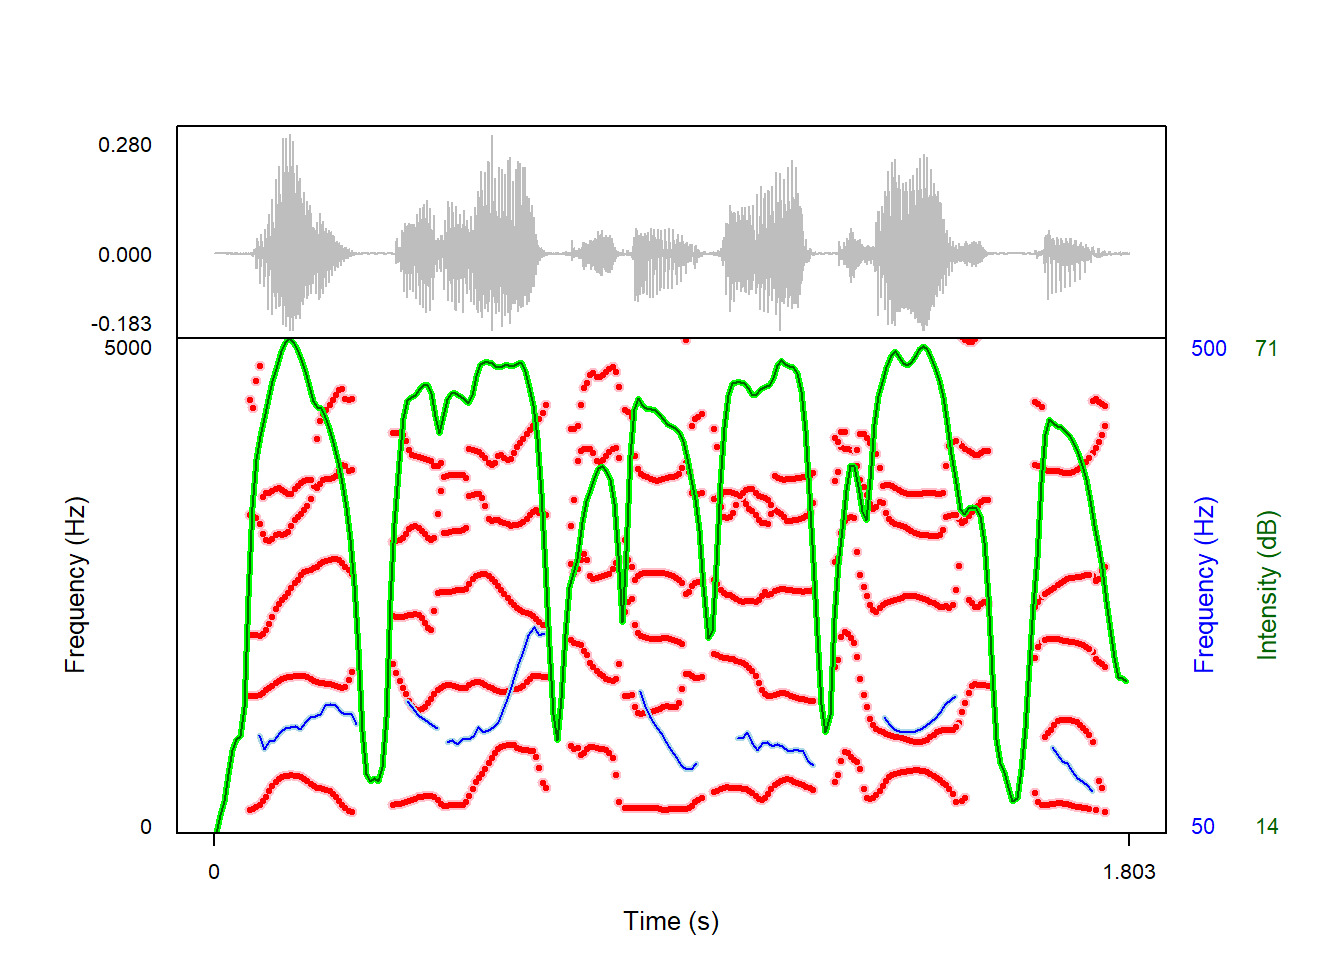 0.280
0.000
-0.183
5000
0
Frequency (Hz)
500
50
Frequency (Hz)
71
14
Intensity (dB)
0
1.803
Time (s)